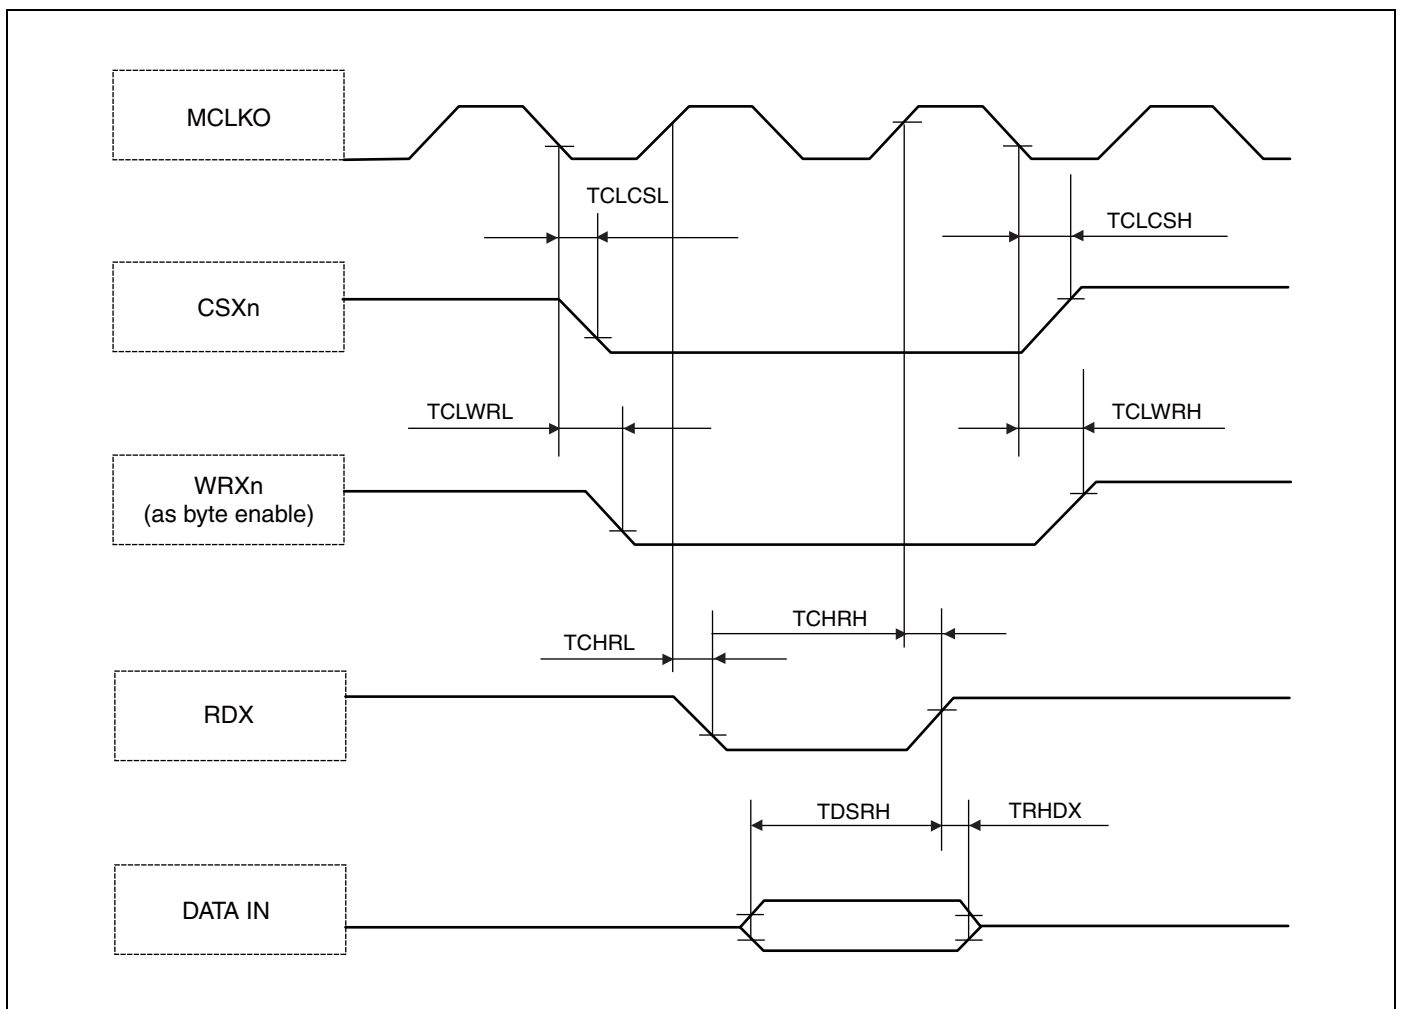 MCLKO
TCLCSL
TCLCSH
CSXn
TCLWRL
TCLWRH
WRXn
(as byte enable)
TCHRH
TCHRL
RDX
TDSRH
TRHDX
DATA IN